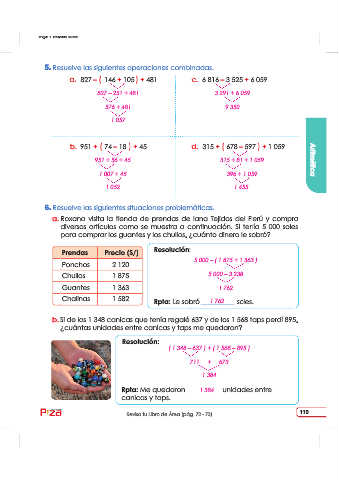 5. Resuelve las siguientes operaciones combinadas.
a. 827 – ( 146 + 105 ) + 481
827 – 251 + 481
576 + 481
1 057
c. 6 816 – 3 525 + 6 059
3 291 + 6 059
9 350
b. 951 + ( 74 – 18 ) + 45
951 + 56 + 45
1 007 + 45
1 052
d. 315 + ( 678 – 597 ) + 1 059
315 + 81 + 1 059
396 + 1 059
1 455
Aritmética
6. Resuelve las siguientes situaciones problemáticas.
a. Roxana visita la tienda de prendas de lana Tejidos del Perú y compra
diversos artículos como se muestra a continuación. Si tenía 5 000 soles
para comprar los guantes y los chullos, ¿cuánto dinero le sobró?
Prendas Precio (S/)
Ponchos 2 120
Chullos 1 875
Guantes 1 363
Chalinas 1 582
Resolución:
5 000 – ( 1 875 + 1 363 )
5 000 – 3 238
1 762
Rpta: Le sobró 1 762 soles.
b. Si de las 1 348 canicas que tenía regalé 637 y de los 1 568 taps perdí 895,
¿cuántas unidades entre canicas y taps me quedaron?
Resolución:
( 1 348 – 637 ) + ( 1 568 – 895 )
711 + 673
1 384
Rpta: Me quedaron 1 384 unidades entre
canicas y taps.
Revisa tu Libro de Área (pág. 72 - 73)
119